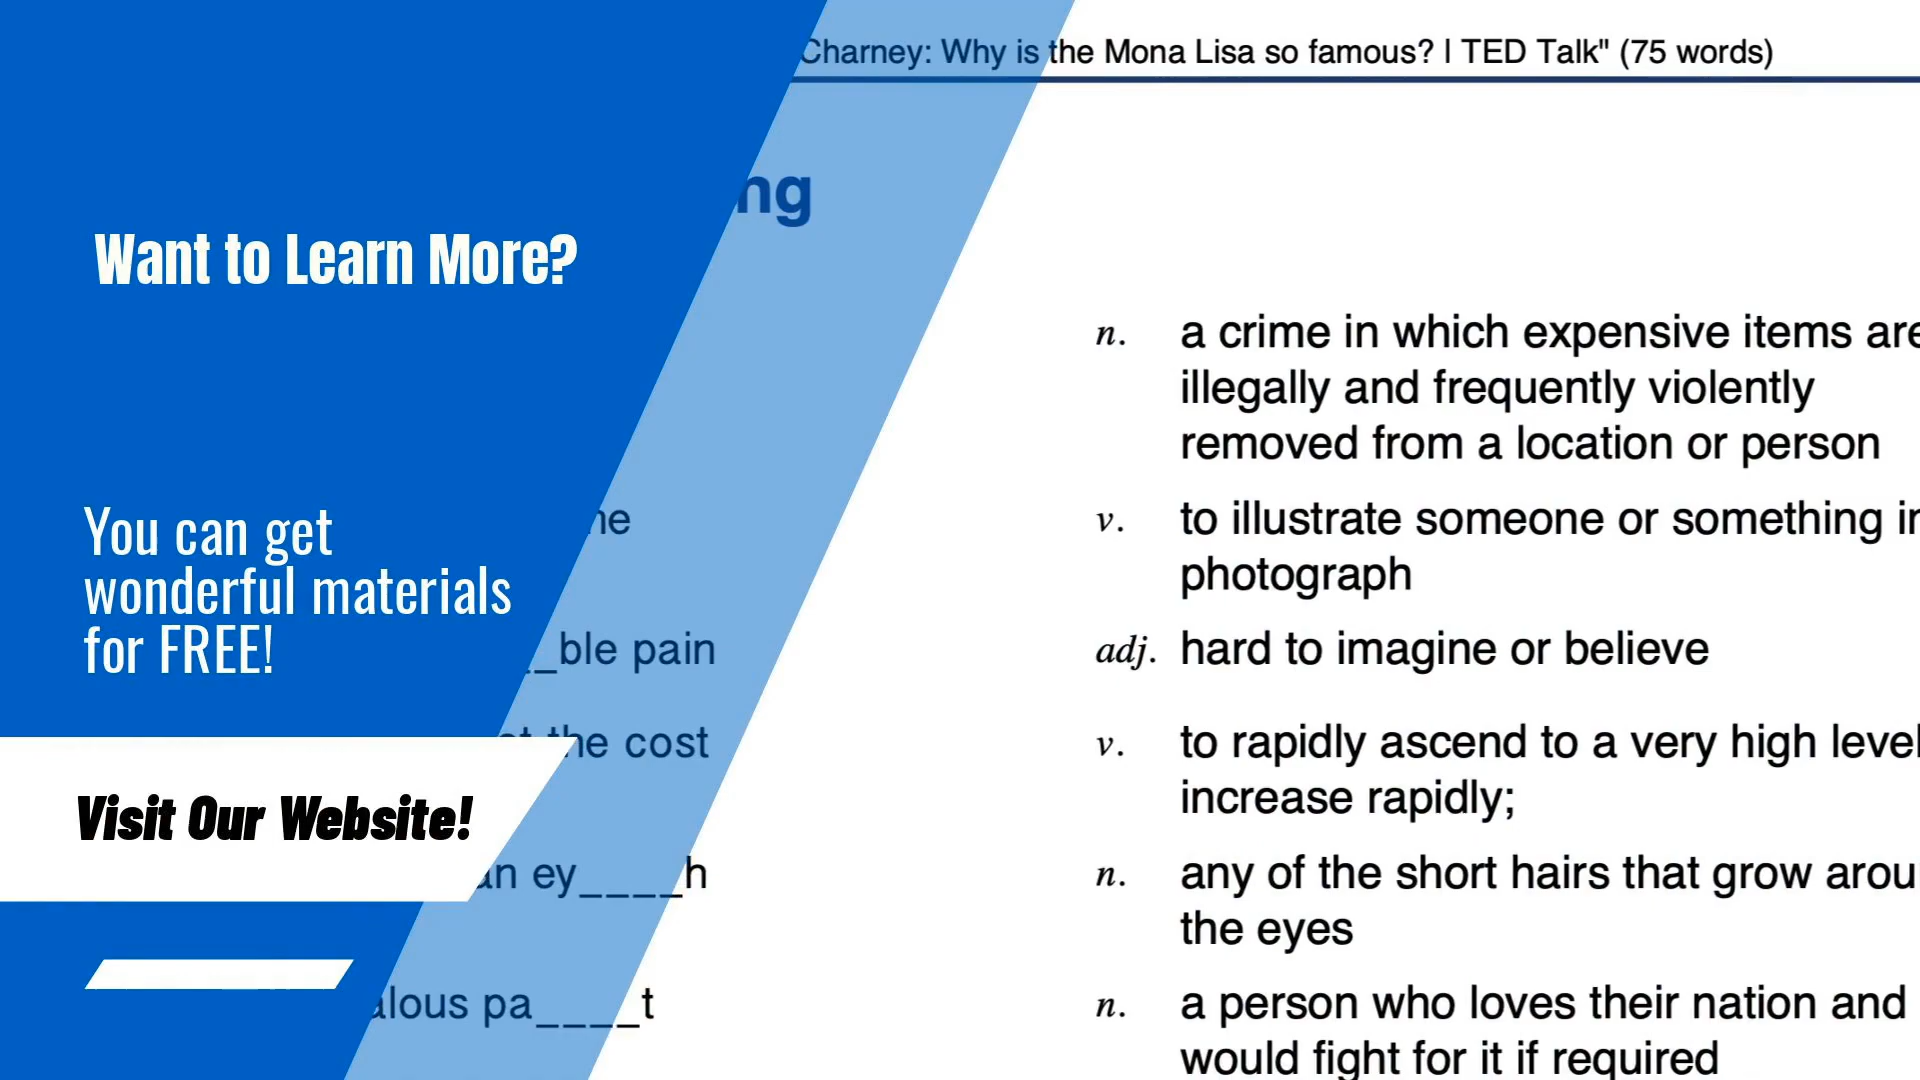 Charney: Why is the Mona Lisa so famous? | TED Talk" (75 words)
Want to Learn More?
You can get
wonderful materials
for FREE!
Visit Our Website!
n. a crime in which expensive items are
illegally and frequently violently
removed from a location or person
v. to illustrate someone or something in
photograph
_ble pain adj. hard to imagine or believe
the cost v. to rapidly ascend to a very high level
increase rapidly;
ey____h n. any of the short hairs that grow
the eyes
pa____t n. a person who loves their nation and
would fight for it if required